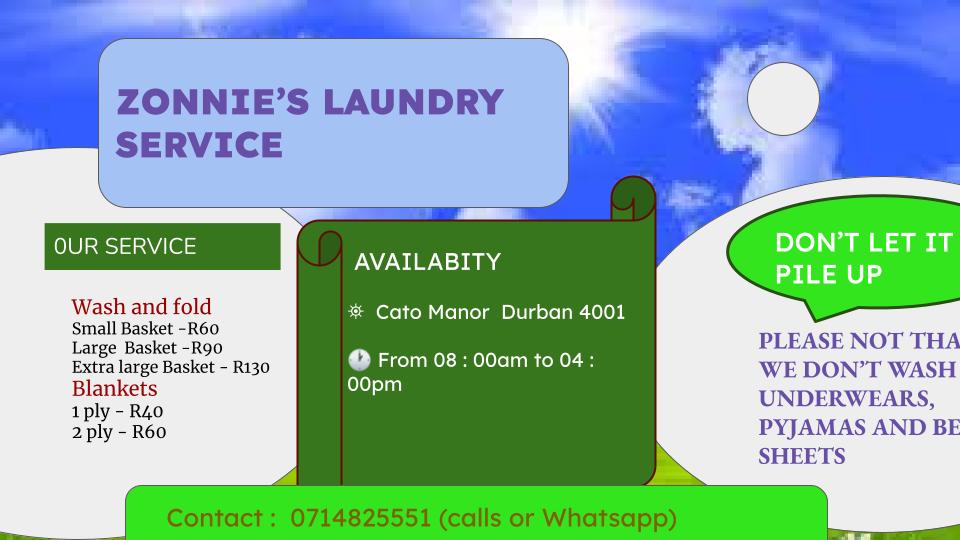 ZONNIE’S LAUNDRY
SERVICE
0UR SERVICE
Wash and fold
Small Basket -R60
Large Basket -R90
Extra large Basket - R130
Blankets
1 ply - R40
2 ply - R60
AVAILABITY
Cato Manor Durban 4001
🕐 From 08 : 00am to 04 :
00pm
DON’T LET IT
PILE UP
PLEASE NOT THA
WE DON’T WASH
UNDERWEARS,
PYJAMAS AND BE
SHEETS
Contact : 0714825551 (calls or Whatsapp)